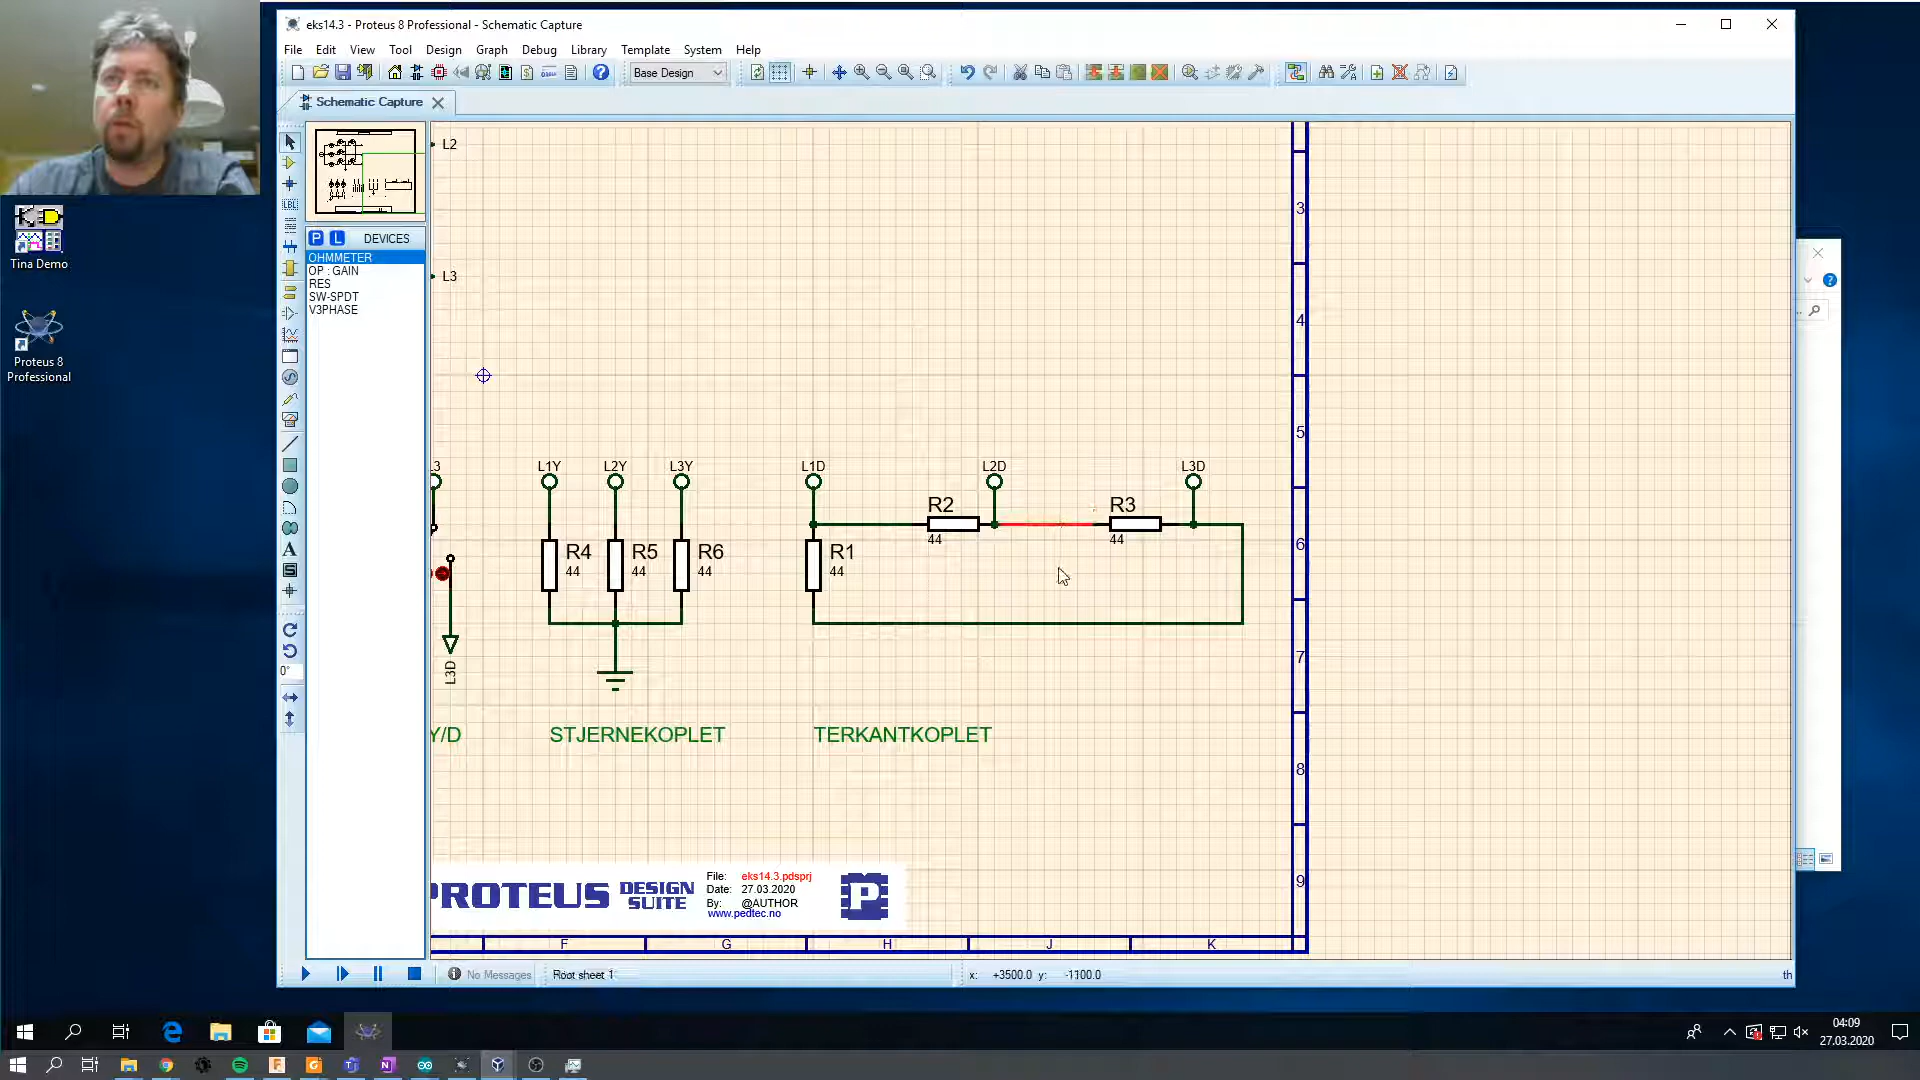 eks14.3 - Proteus 8 Professional - Schematic Capture
File Edit View Tool Design Graph Debug Library Template System Help
Base Design
Schematic Capture
L2
P L DEVICES
OHMMETER
OP : GAIN
RES
SW-SPDT
V3PHASE
L3
Tina Demo
Proteus 8
Professional
LBL
A
S
0°
3
4
5
6
7
8
9
L3
L1Y L2Y L3Y L1D L2D L3D
R2 R3
44 44
R4 R5 R6 R1
44 44 44 44
L3D
Y/D STJERNEKOPLET TERKANTKOPLET
PROTEUS DESIGN SUITE
File: eks14.3.pdsprj
Date: 27.03.2020
By: @AUTHOR
www.pedtec.no
P
F G H J K
No Messages Root sheet 1 x: +3500.0 y: -1100.0 th
04:09
27.03.2020